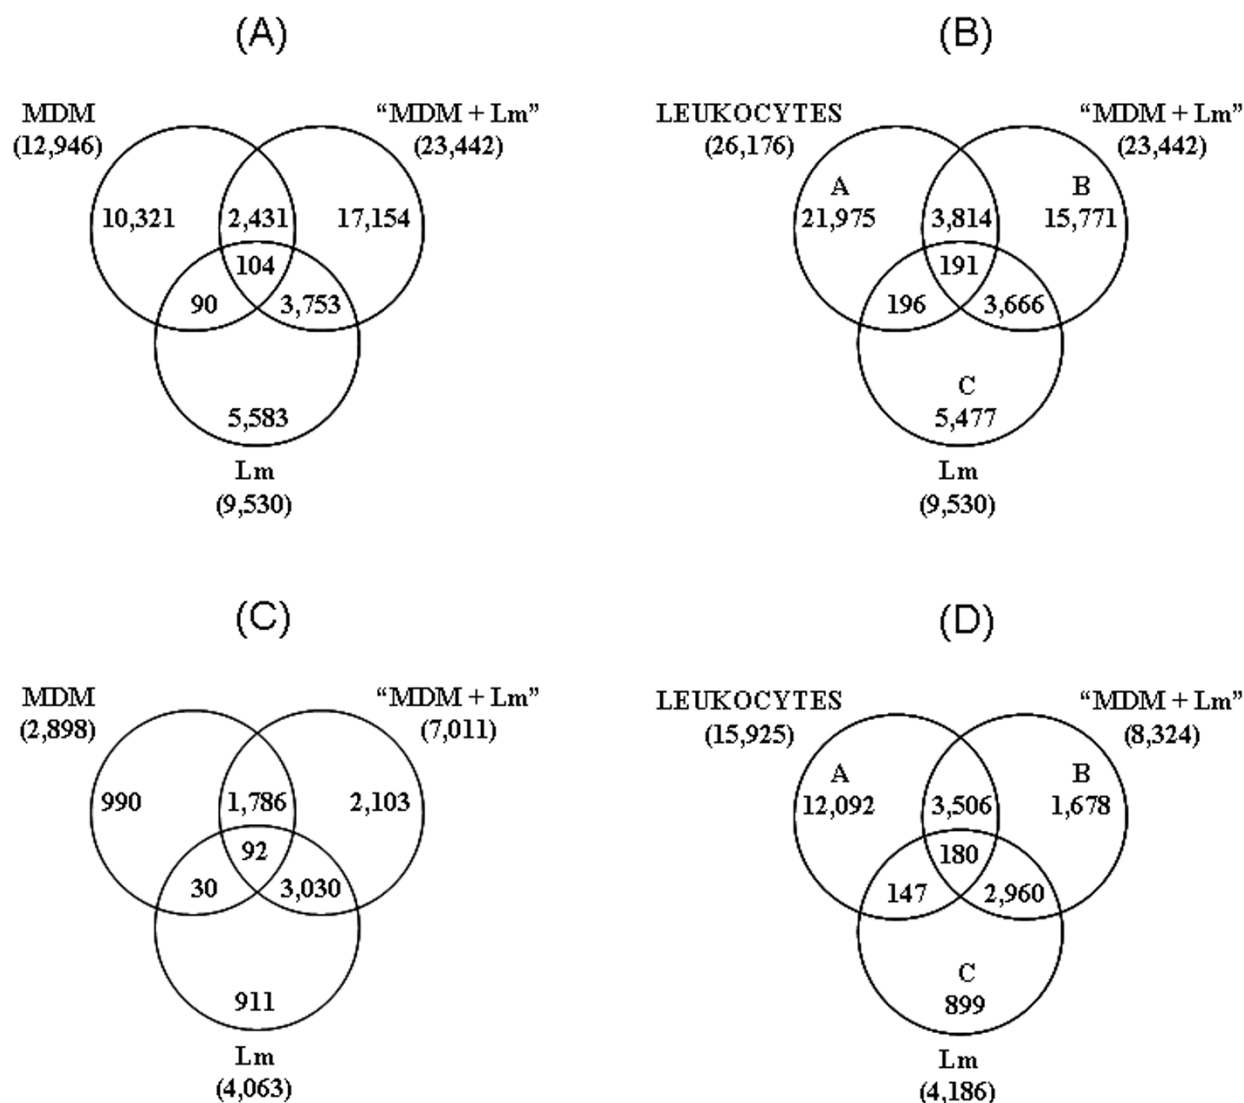 (A)
MDM
(12,946)
“MDM + Lm”
(23,442)
10,321
2,431
17,154
104
90
3,753
5,583
Lm
(9,530)
(B)
LEUKOCYTES
(26,176)
“MDM + Lm”
(23,442)
A
21,975
3,814
B
15,771
191
196
3,666
C
5,477
Lm
(9,530)
(C)
MDM
(2,898)
“MDM + Lm”
(7,011)
990
1,786
2,103
92
30
3,030
911
Lm
(4,063)
(D)
LEUKOCYTES
(15,925)
“MDM + Lm”
(8,324)
A
12,092
3,506
B
1,678
180
147
2,960
C
899
Lm
(4,186)